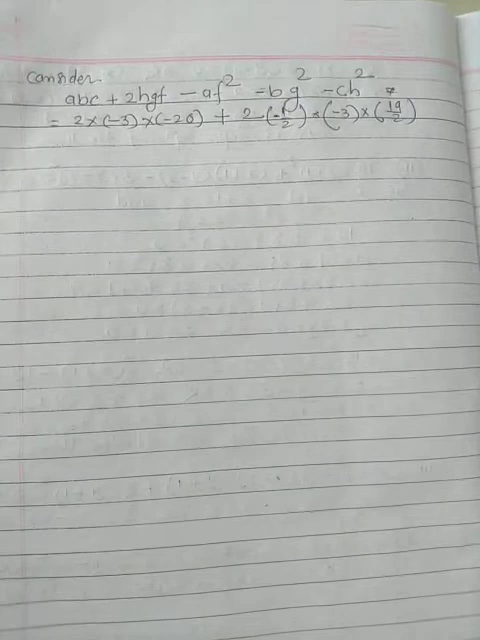 Consider.
abc + 2hgf - af² - bg² - ch²
= 2×(-3)×(-20) + 2(-1/2)×(-3)×(19/2)